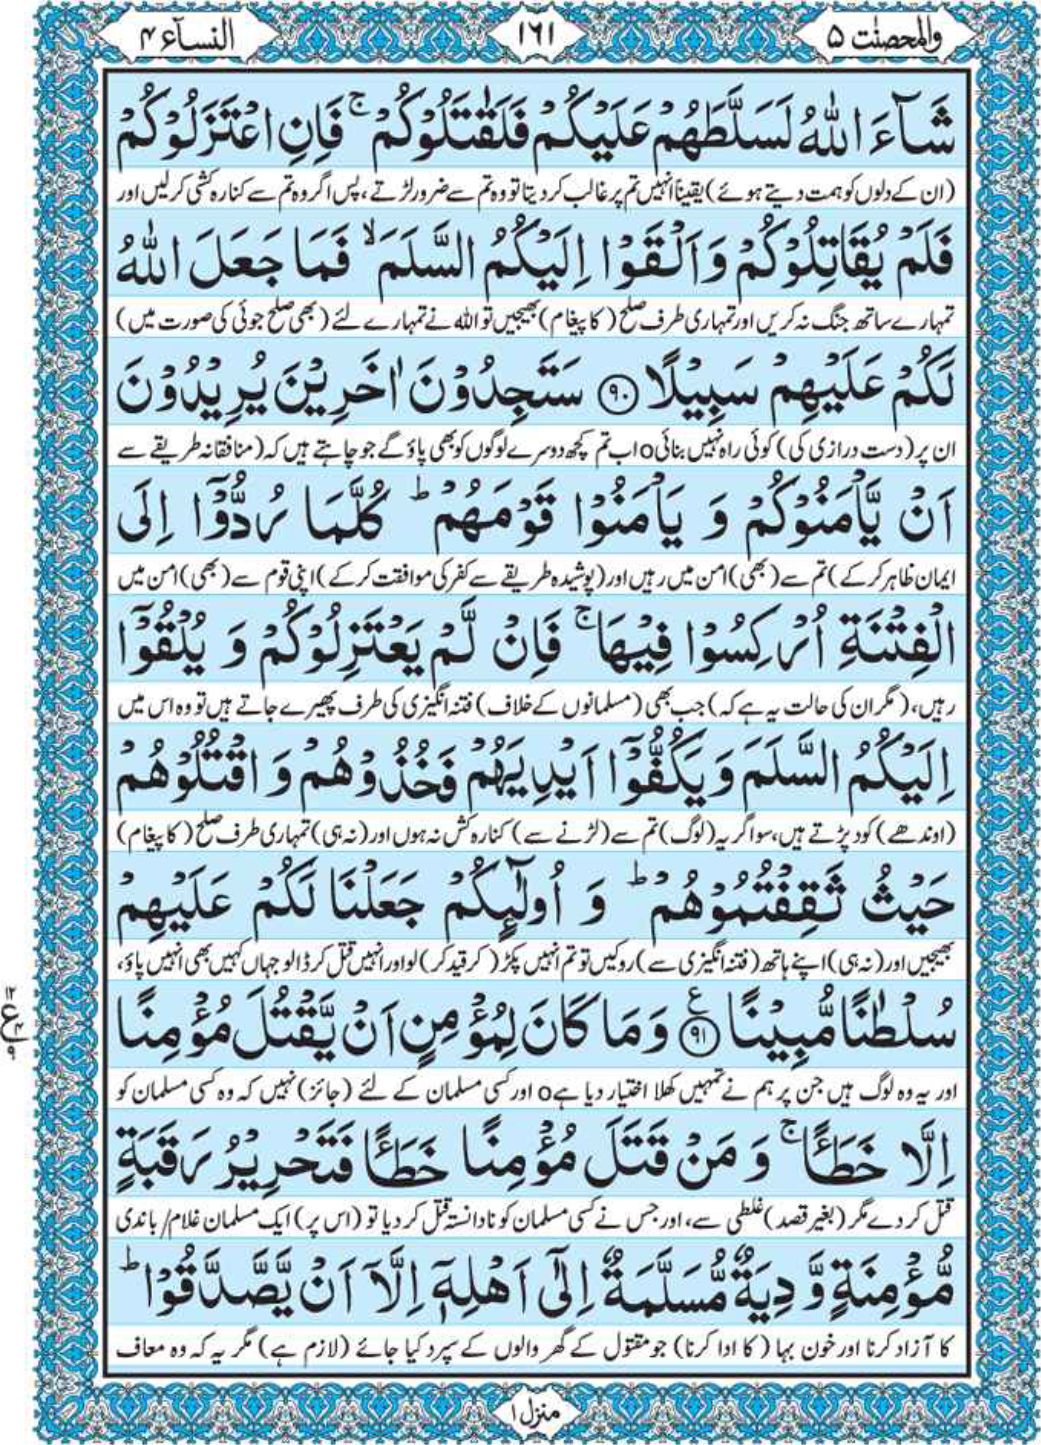 والمحصنٰت ۵
۱۶۱
النسآء ۴
شَآءَ اللّٰهُ لَسَلَّطَهُمْ عَلَيْكُمْ فَلَقٰتَلُوْكُمْ ۚ فَاِنِ اعْتَزَلُوْكُمْ
(ان کے دلوں کو ہمت دیتے ہوئے) یقیناً انہیں تم پر غالب کر دیتا تو وہ تم سے ضرور لڑتے، پس اگر وہ تم سے کنارہ کشی کر لیں اور
فَلَمْ يُقَاتِلُوْكُمْ وَاَلْقَوْا اِلَيْكُمُ السَّلَمَ ۙ فَمَا جَعَلَ اللّٰهُ
تمہارے ساتھ جنگ نہ کریں اور تمہاری طرف صلح (کا پیغام) بھیجیں تو اللہ نے تمہارے لئے (بھی صلح جوئی کی صورت میں)
لَكُمْ عَلَيْهِمْ سَبِيْلًا ﴿۹۰﴾ سَتَجِدُوْنَ اٰخَرِيْنَ يُرِيْدُوْنَ
ان پر (دست درازی کی) کوئی راہ نہیں بنائی o اب تم کچھ دوسرے لوگوں کو بھی پاؤ گے جو چاہتے ہیں کہ (منافقانہ طریقے سے
اَنْ يَّاْمَنُوْكُمْ وَ يَاْمَنُوْا قَوْمَهُمْ ؕ كُلَّمَا رُدُّوْۤا اِلَى
ایمان ظاہر کر کے) تم سے (بھی) امن میں رہیں اور (پوشیدہ طریقے سے کفر کی موافقت کر کے) اپنی قوم سے (بھی) امن میں
الْفِتْنَةِ اُرْكِسُوْا فِيْهَا ۚ فَاِنْ لَّمْ يَعْتَزِلُوْكُمْ وَ يُلْقُوْۤا
رہیں، (مگر ان کی حالت یہ ہے کہ) جب بھی (مسلمانوں کے خلاف) فتنہ انگیزی کی طرف پھیرے جاتے ہیں تو وہ اس میں
اِلَيْكُمُ السَّلَمَ وَ يَكُفُّوْۤا اَيْدِيَهُمْ فَخُذُوْهُمْ وَ اقْتُلُوْهُمْ
(اوندھے) کود پڑتے ہیں، سو اگر یہ (لوگ) تم سے (لڑنے سے) کنارہ کش نہ ہوں اور (نہ ہی) تمہاری طرف صلح (کا پیغام)
حَيْثُ ثَقِفْتُمُوْهُمْ ؕ وَ اُولٰٓئِكُمْ جَعَلْنَا لَكُمْ عَلَيْهِمْ
بھیجیں اور (نہ ہی) اپنے ہاتھ (فتنہ انگیزی سے) روکیں تو تم انہیں پکڑ (کر قید کر) لو اور انہیں قتل کر ڈالو جہاں کہیں بھی انہیں پاؤ،
سُلْطٰنًا مُّبِيْنًا ﴿۹۱﴾ ع وَ مَا كَانَ لِمُؤْمِنٍ اَنْ يَّقْتُلَ مُؤْمِنًا
۱۲ ع ۴ ۹
اور یہ وہ لوگ ہیں جن پر ہم نے تمہیں کھلا اختیار دیا ہے o اور کسی مسلمان کے لئے (جائز) نہیں کہ وہ کسی مسلمان کو
اِلَّا خَطَـًٔا ۚ وَ مَنْ قَتَلَ مُؤْمِنًا خَطَـًٔا فَتَحْرِيْرُ رَقَبَةٍ
قتل کر دے مگر (بغیر قصد) غلطی سے، اور جس نے کسی مسلمان کو نادانستہ قتل کر دیا تو (اس پر) ایک مسلمان غلام / باندی
مُّؤْمِنَةٍ وَّ دِيَةٌ مُّسَلَّمَةٌ اِلٰۤى اَهْلِهٖۤ اِلَّاۤ اَنْ يَّصَّدَّقُوْا ؕ
کا آزاد کرنا اور خون بہا (کا ادا کرنا) جو مقتول کے گھر والوں کے سپرد کیا جائے (لازم ہے) مگر یہ کہ وہ معاف
منزل ۱